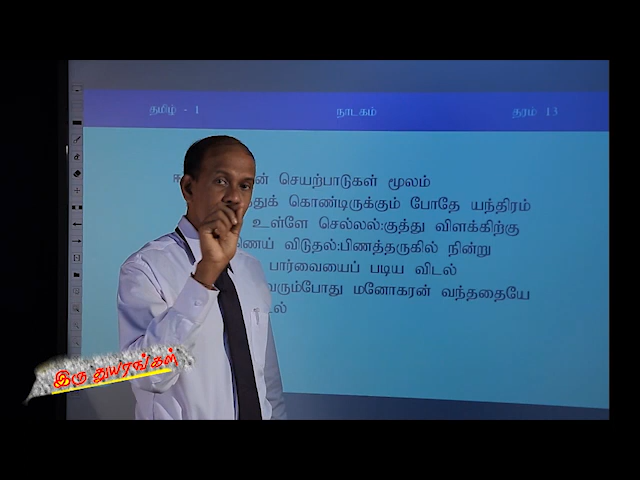 தமிழ் - 1 நாடகம் தரம் 13
செயற்பாடுகள் மூலம்
கொண்டிருக்கும் போதே யந்திரம்
உள்ளே செல்லல்:குத்து விளக்கிற்கு
விடுதல்:பிணத்தருகில் நின்று
பார்வையைப் படிய விடல்
மனோகரன் வந்ததையே
இரு துயரங்கள்